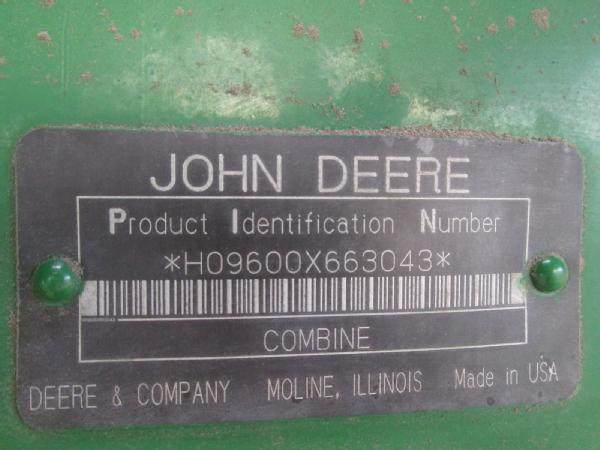 JOHN DEERE
Product Identification Number
*H09600X663043*
COMBINE
DEERE & COMPANY MOLINE, ILLINOIS Made in USA